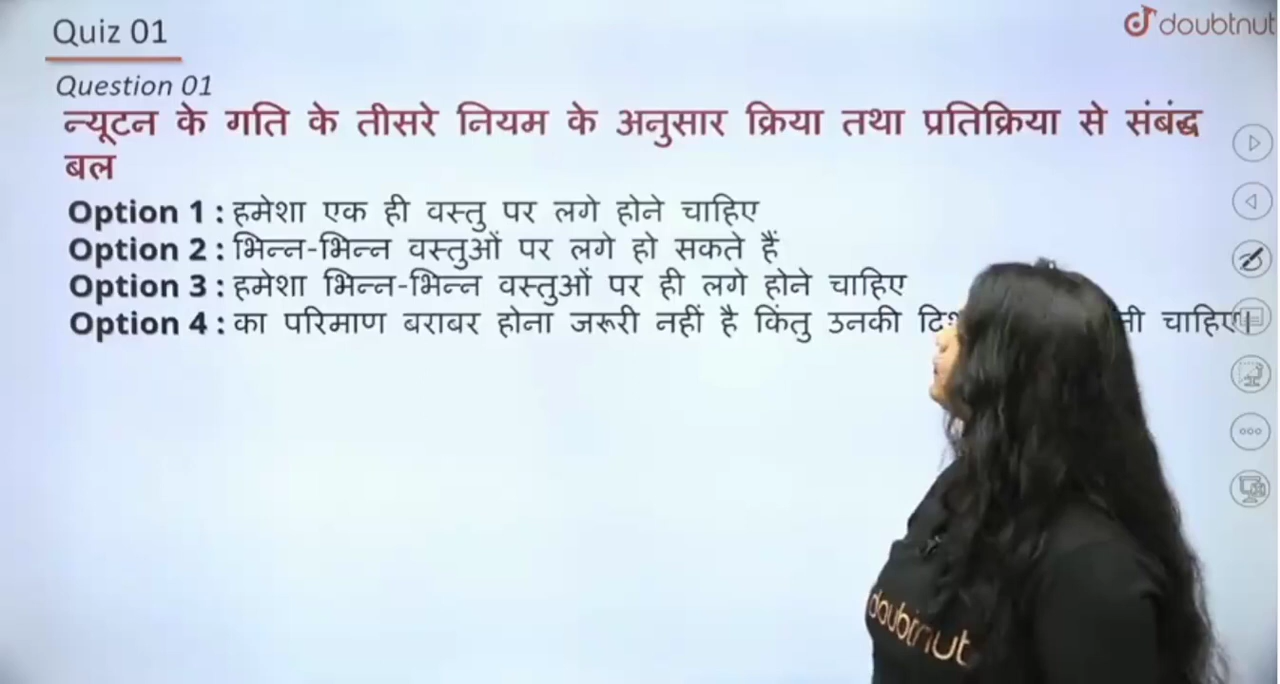 Quiz 01
doubtnut
Question 01
न्यूटन के गति के तीसरे नियम के अनुसार क्रिया तथा प्रतिक्रिया से संबंद्ध
बल
Option 1 : हमेशा एक ही वस्तु पर लगे होने चाहिए
Option 2 : भिन्न-भिन्न वस्तुओं पर लगे हो सकते हैं
Option 3 : हमेशा भिन्न-भिन्न वस्तुओं पर ही लगे होने चाहिए
Option 4 : का परिमाण बराबर होना जरूरी नहीं है किंतु उनकी चाहिए।
doubtnut